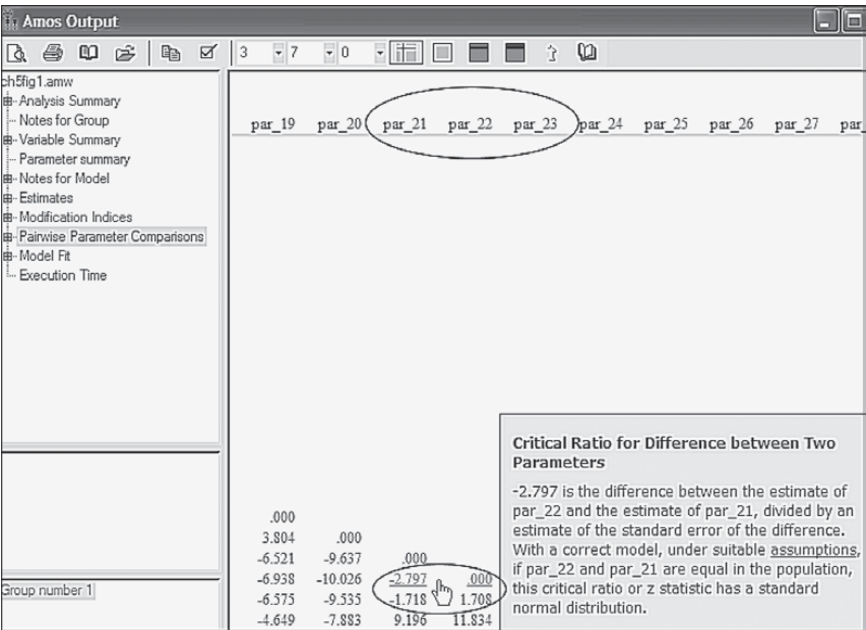 Amos Output
3 7 0
ch5fig1.amw
Analysis Summary
Notes for Group
Variable Summary
Parameter summary
Notes for Model
Estimates
Modification Indices
Pairwise Parameter Comparisons
Model Fit
Execution Time
Group number 1
par_19 par_20 par_21 par_22 par_23 par_24 par_25 par_26 par_27 par_
.000
3.804 .000
-6.521 -9.637 .000
-6.938 -10.026 -2.797 .000
-6.575 -9.535 -1.718 1.708
-4.649 -7.883 9.196 11.834
Critical Ratio for Difference between Two
Parameters
-2.797 is the difference between the estimate of
par_22 and the estimate of par_21, divided by an
estimate of the standard error of the difference.
With a correct model, under suitable assumptions,
if par_22 and par_21 are equal in the population,
this critical ratio or z statistic has a standard
normal distribution.